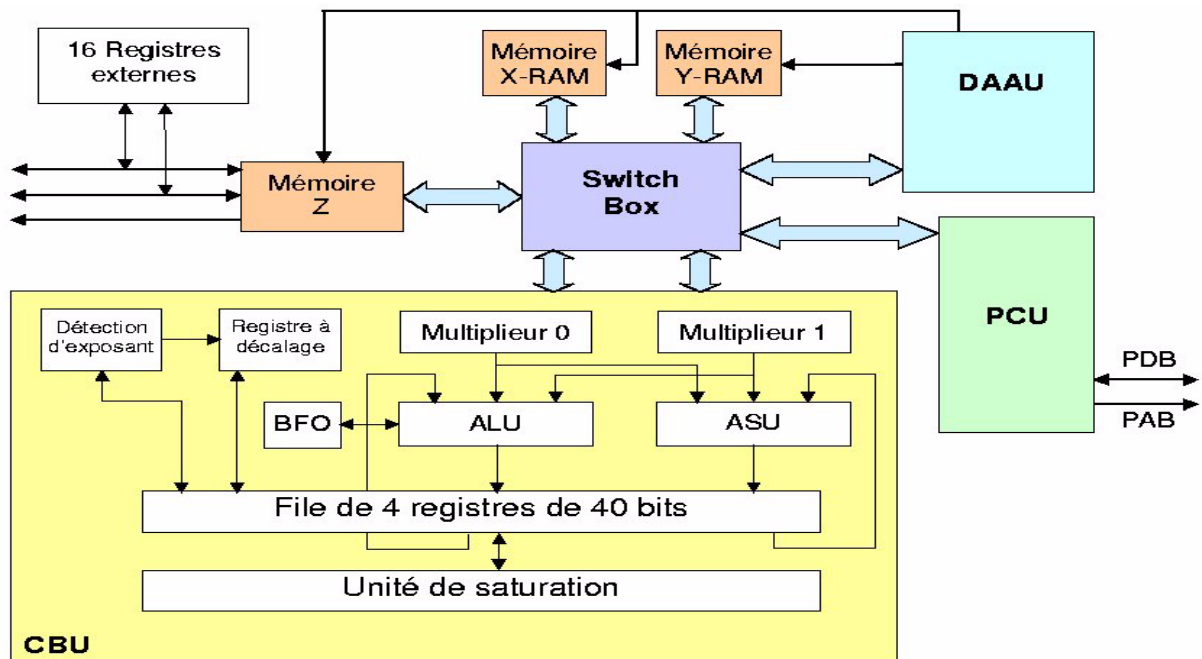 16 Registres
externes
Mémoire
X-RAM
Mémoire
Y-RAM
DAAU
Mémoire
Z
Switch
Box
PCU
PDB
PAB
Détection
d'exposant
Registre à
décalage
Multiplieur 0
Multiplieur 1
BFO
ALU
ASU
File de 4 registres de 40 bits
Unité de saturation
CBU